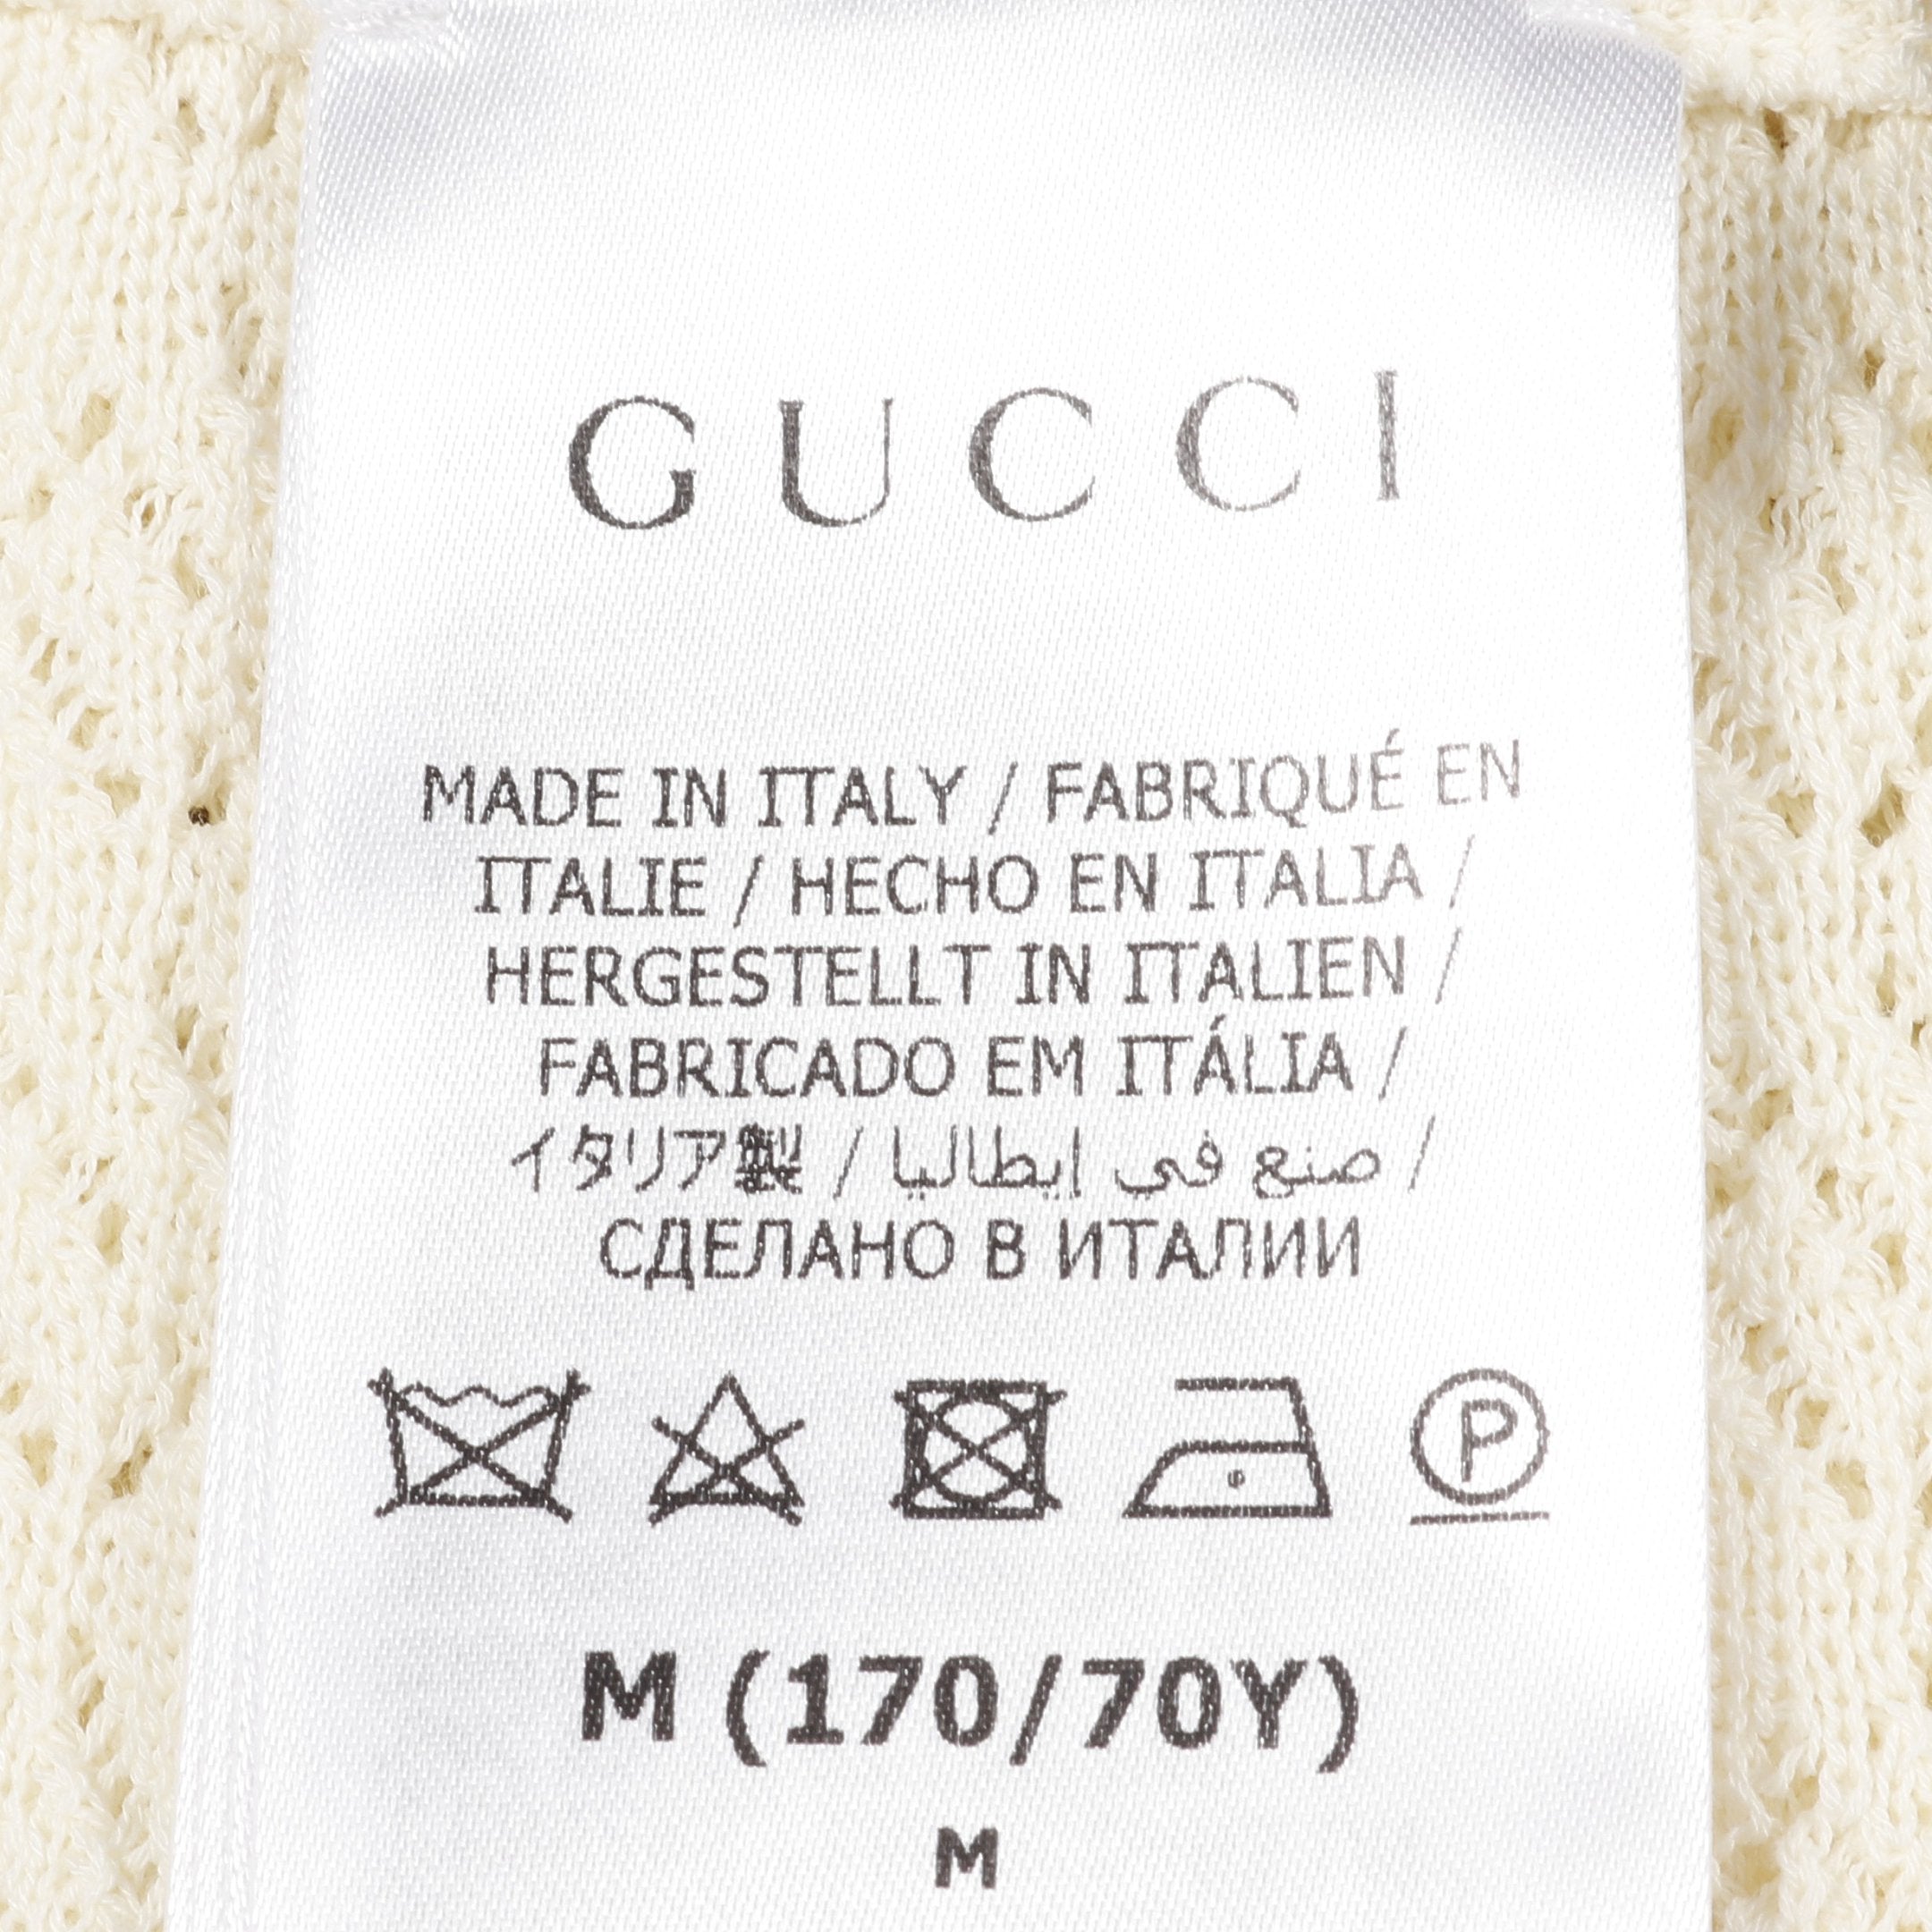 GUCCI
MADE IN ITALY / FABRIQUÉ EN
ITALIE / HECHO EN ITALIA /
HERGESTELLT IN ITALIEN /
FABRICADO EM ITÁLIA /
イタリア製 / صنع في إيطاليا /
СДЕЛАНО В ИТАЛИИ
P
M (170/70Y)
M